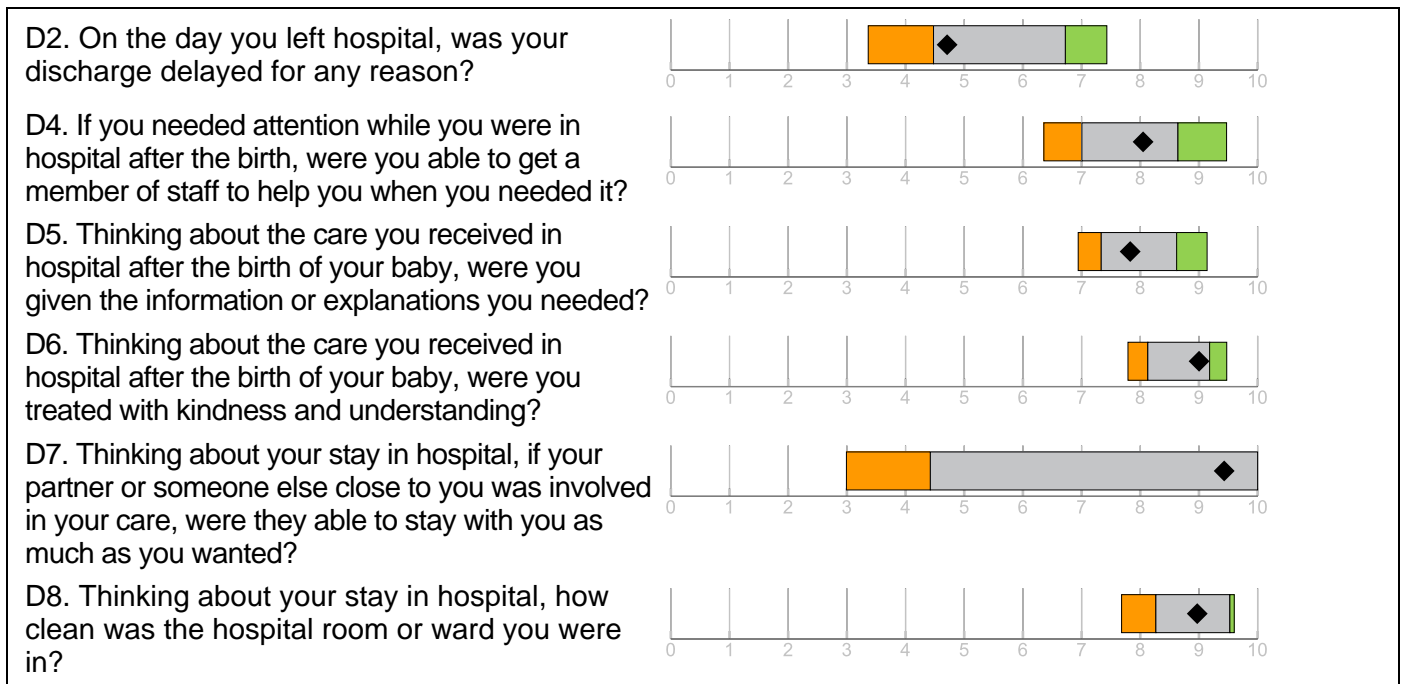 D2. On the day you left hospital, was your
discharge delayed for any reason?
0 1 2 3 4 5 6 7 8 9 10
D4. If you needed attention while you were in
hospital after the birth, were you able to get a
member of staff to help you when you needed it?
0 1 2 3 4 5 6 7 8 9 10
D5. Thinking about the care you received in
hospital after the birth of your baby, were you
given the information or explanations you needed?
0 1 2 3 4 5 6 7 8 9 10
D6. Thinking about the care you received in
hospital after the birth of your baby, were you
treated with kindness and understanding?
0 1 2 3 4 5 6 7 8 9 10
D7. Thinking about your stay in hospital, if your
partner or someone else close to you was involved
in your care, were they able to stay with you as
much as you wanted?
0 1 2 3 4 5 6 7 8 9 10
D8. Thinking about your stay in hospital, how
clean was the hospital room or ward you were
in?
0 1 2 3 4 5 6 7 8 9 10